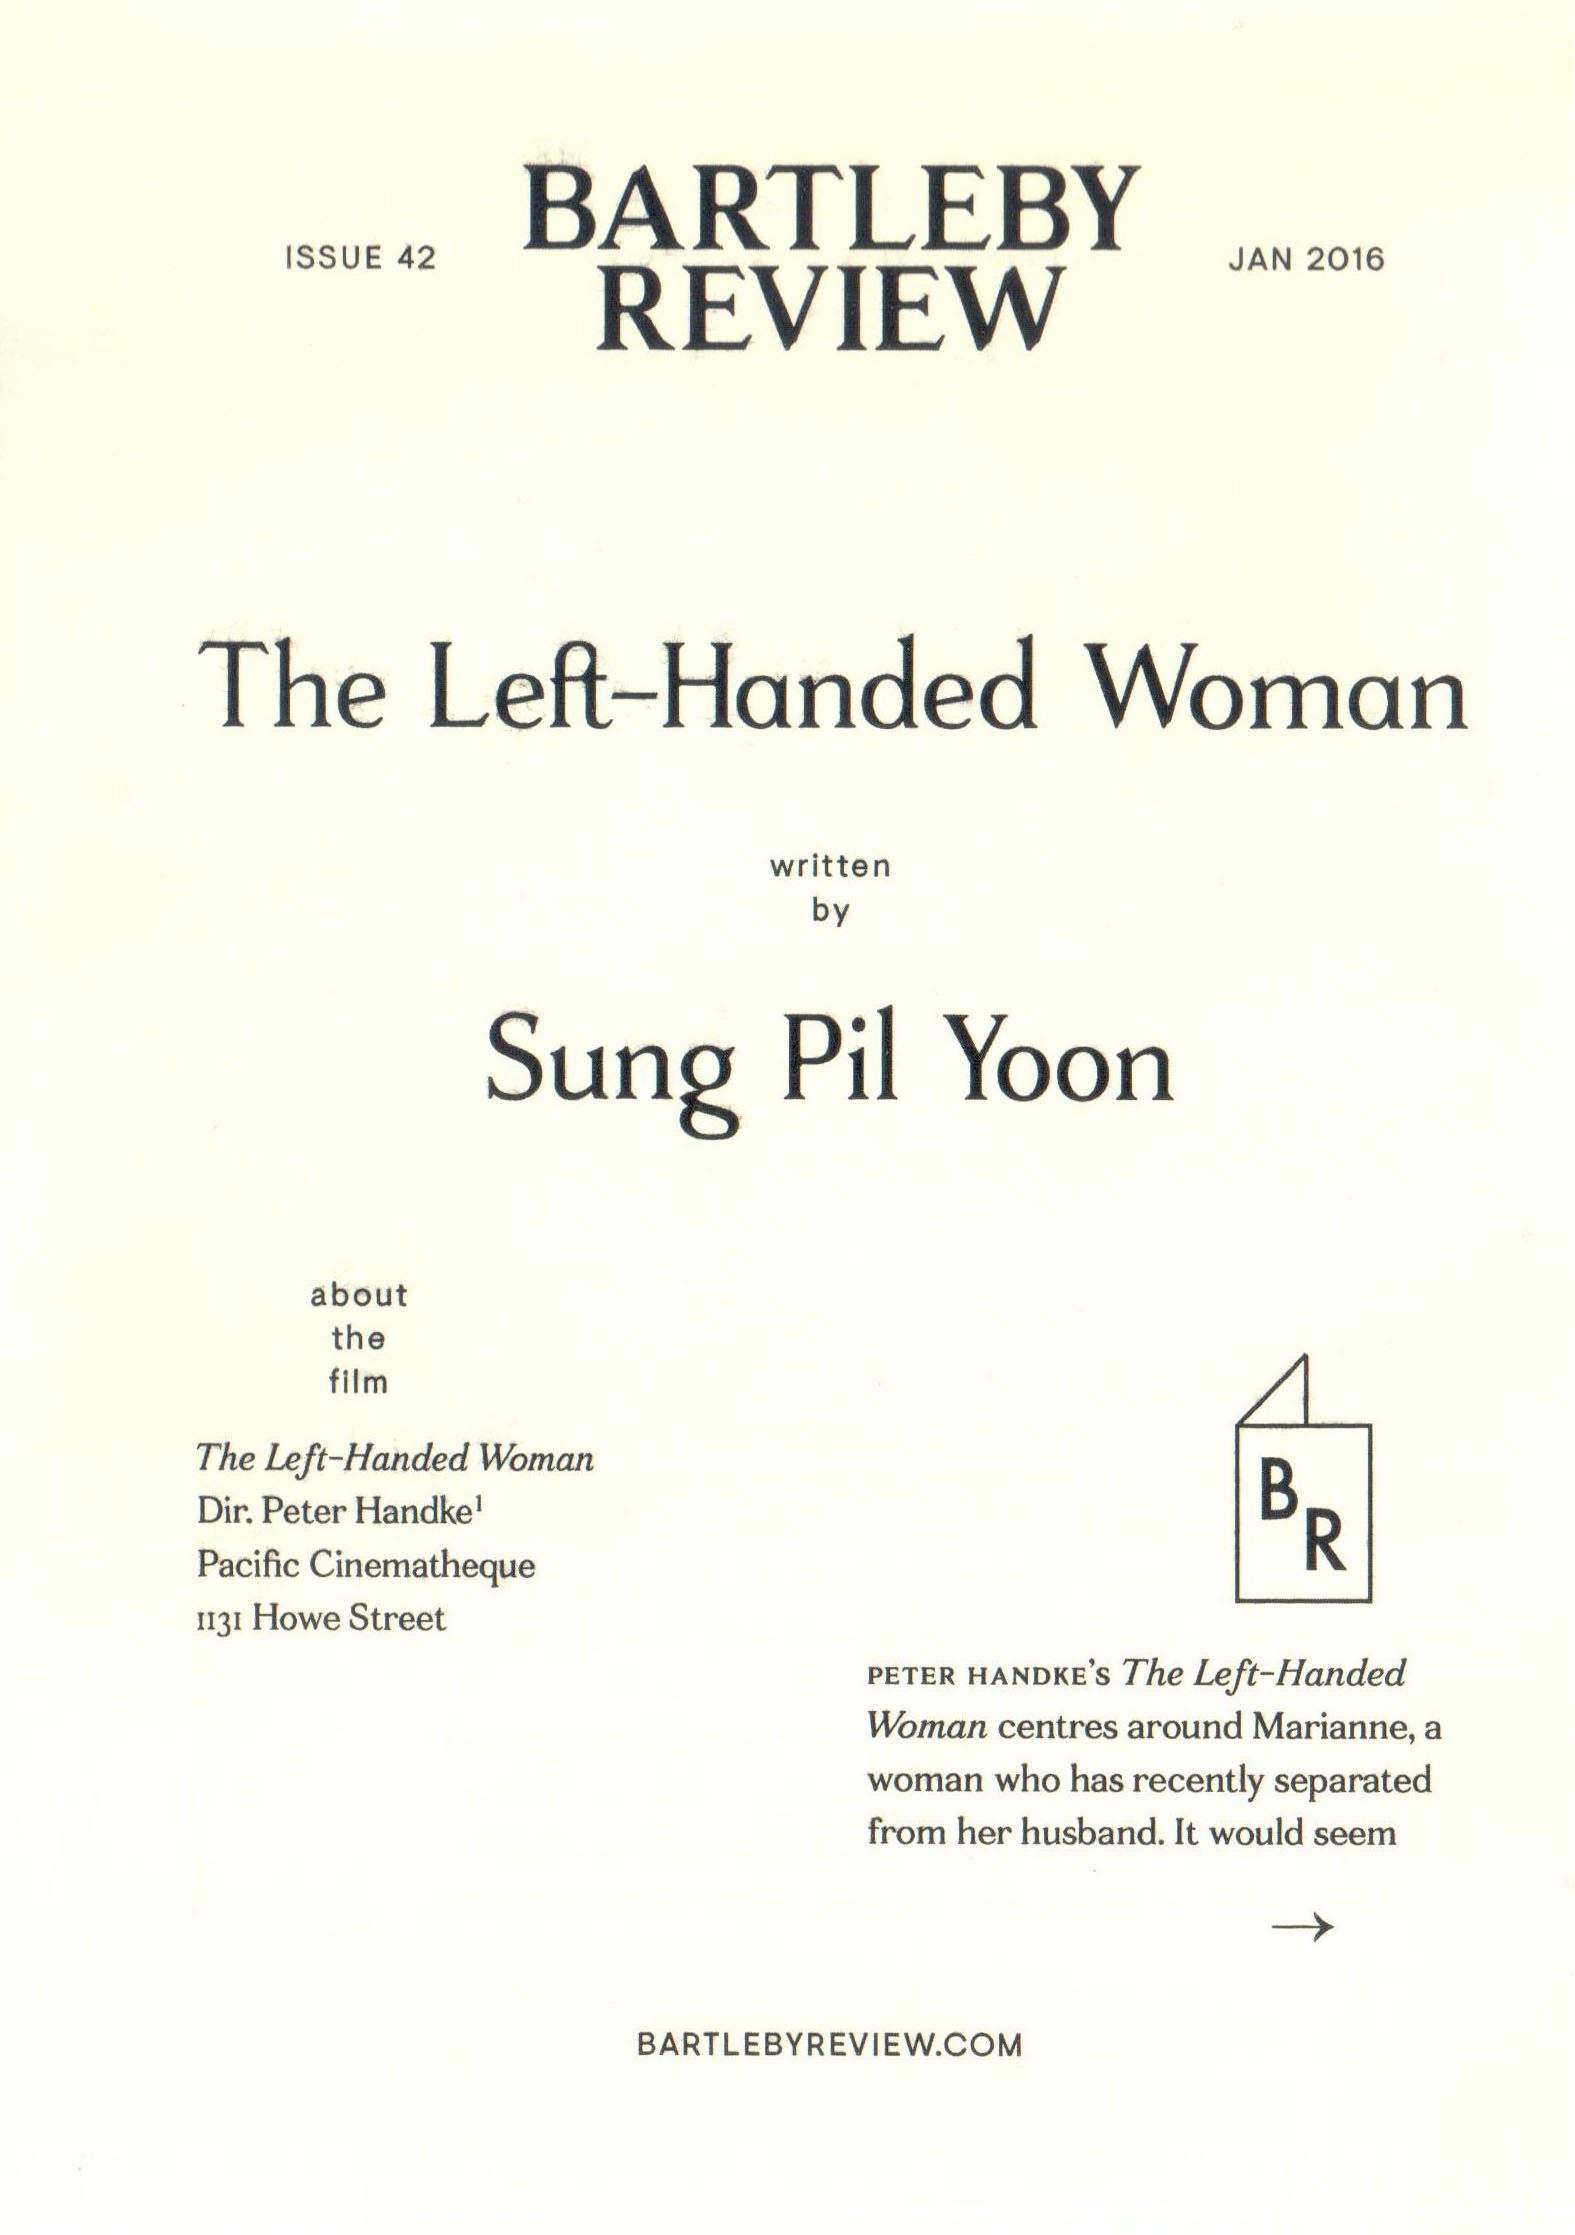 ISSUE 42
BARTLEBY
REVIEW
JAN 2016
The Left-Handed Woman
written
by
Sung Pil Yoon
about
the
film
The Left-Handed Woman
Dir. Peter Handke¹
Pacific Cinematheque
1131 Howe Street
B
R
PETER HANDKE’S The Left-Handed
Woman centres around Marianne, a
woman who has recently separated
from her husband. It would seem
→
BARTLEBYREVIEW.COM